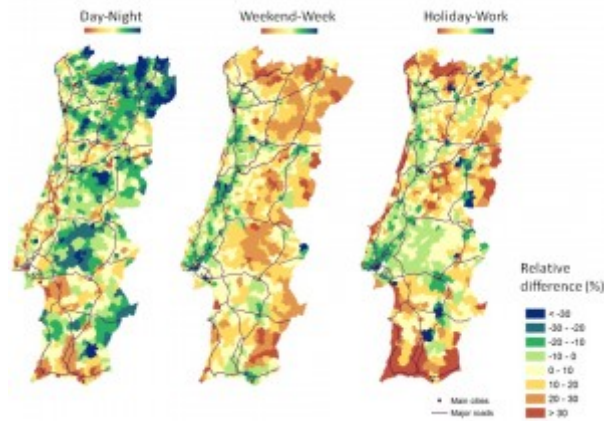 Day-Night
Weekend-Week
Holiday-Work
Relative
difference (%)
< -30
-30 - -20
-20 - -10
-10 - 0
0 - 10
10 - 20
20 - 30
> 30
Main cities
Major roads